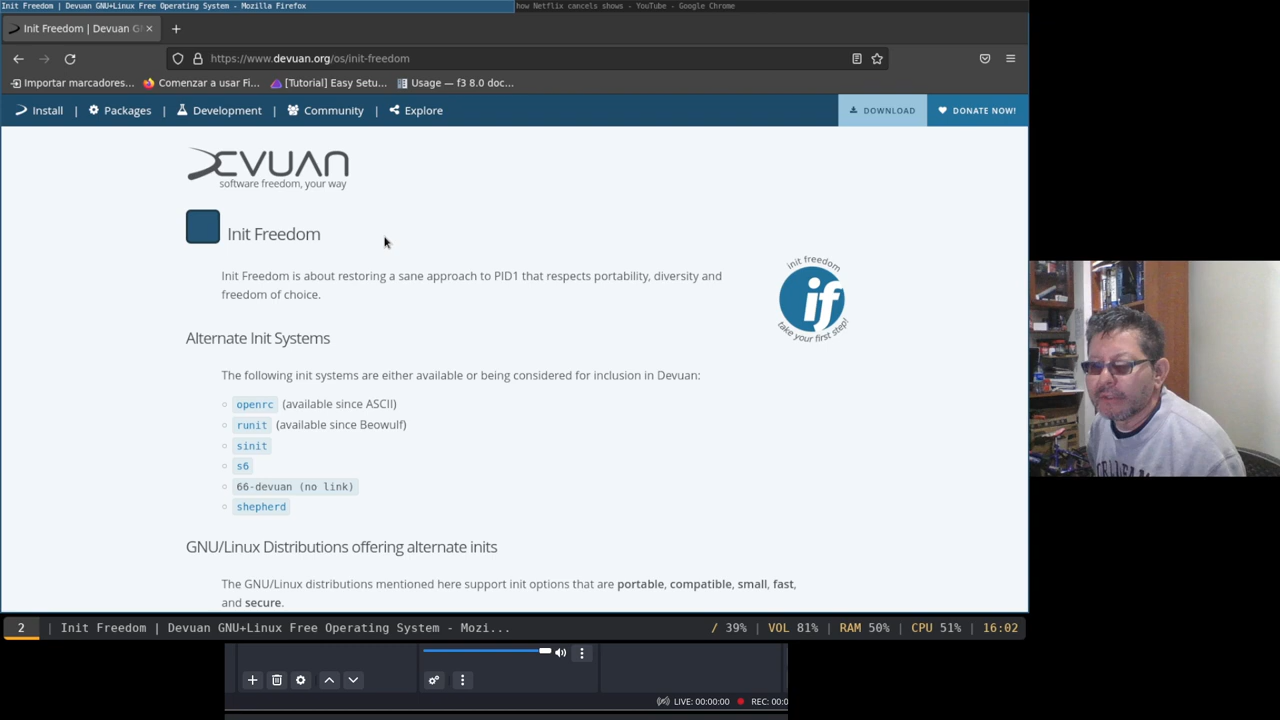 Init Freedom | Devuan GNU+Linux Free Operating System - Mozilla Firefox
how Netflix cancels shows - YouTube - Google Chrome
Init Freedom | Devuan G
https://www.devuan.org/os/init-freedom
Importar marcadores...
Comenzar a usar Fi...
[Tutorial] Easy Setu...
Usage — f3 8.0 doc...
Install | Packages | Development | Community | Explore
DOWNLOAD
DONATE NOW!
DEVUAN
software freedom, your way
Init Freedom
Init Freedom is about restoring a sane approach to PID1 that respects portability, diversity and
freedom of choice.
init freedom
if
take your first step!
Alternate Init Systems
The following init systems are either available or being considered for inclusion in Devuan:
openrc (available since ASCII)
runit (available since Beowulf)
sinit
s6
66-devuan (no link)
shepherd
GNU/Linux Distributions offering alternate inits
The GNU/Linux distributions mentioned here support init options that are portable, compatible, small, fast,
and secure.
2 | Init Freedom | Devuan GNU+Linux Free Operating System - Mozi...
/ 39% | VOL 81% | RAM 50% | CPU 51% | 16:02
LIVE: 00:00:00
REC: 00:0